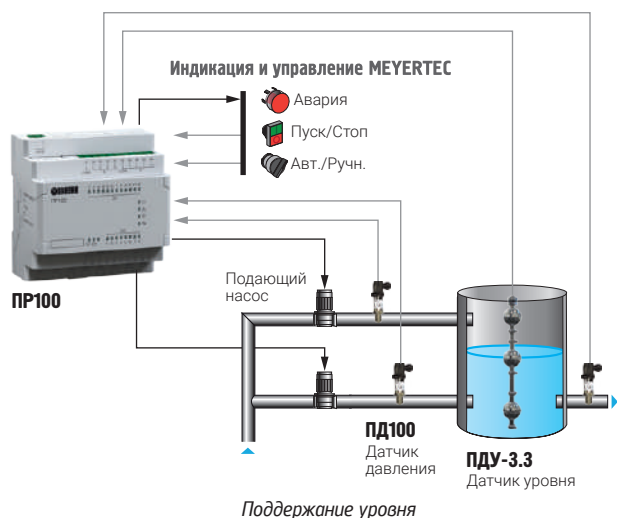 Индикация и управление MEYERTEC
Авария
Пуск/Стоп
Авт./Ручн.
ПР100
Подающий
насос
ПД100
Датчик
давления
ПДУ-3.3
Датчик уровня
Поддержание уровня